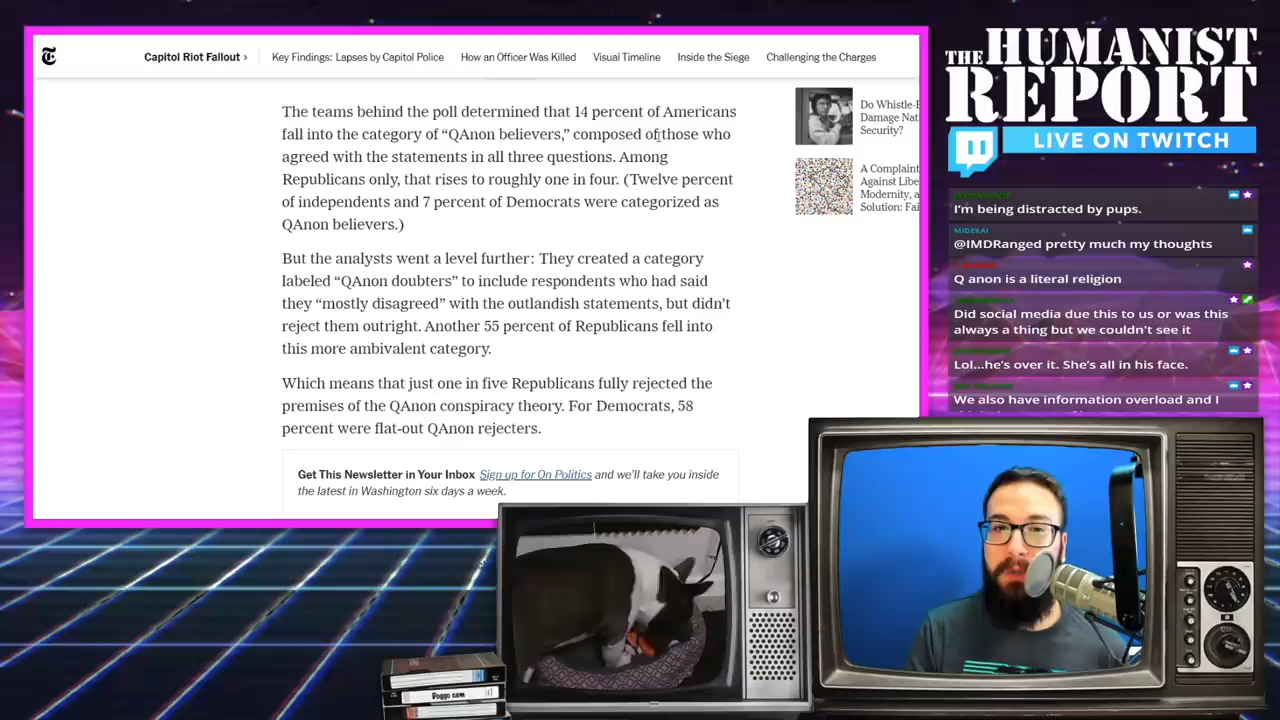 Capitol Riot Fallout ›
Key Findings: Lapses by Capitol Police
How an Officer Was Killed
Visual Timeline
Inside the Siege
Challenging the Charges
The teams behind the poll determined that 14 percent of Americans
fall into the category of “QAnon believers,” composed of those who
agreed with the statements in all three questions. Among
Republicans only, that rises to roughly one in four. (Twelve percent
of independents and 7 percent of Democrats were categorized as
QAnon believers.)
But the analysts went a level further: They created a category
labeled “QAnon doubters” to include respondents who had said
they “mostly disagreed” with the outlandish statements, but didn’t
reject them outright. Another 55 percent of Republicans fell into
this more ambivalent category.
Which means that just one in five Republicans fully rejected the
premises of the QAnon conspiracy theory. For Democrats, 58
percent were flat-out QAnon rejecters.
Get This Newsletter in Your Inbox Sign up for On Politics and we’ll take you inside
the latest in Washington six days a week.
Do Whistle-
Damage Nat
Security?
A Complaint
Against Libe
Modernity, a
Solution: Fai
THE
HUMANIST
REPORT
LIVE ON TWITCH
I’m being distracted by pups.
MIDEKAI
@IMDRanged pretty much my thoughts
Q anon is a literal religion
Did social media due this to us or was this
always a thing but we couldn't see it
Lol...he’s over it. She’s all in his face.
We also have information overload and I
Doggo cam